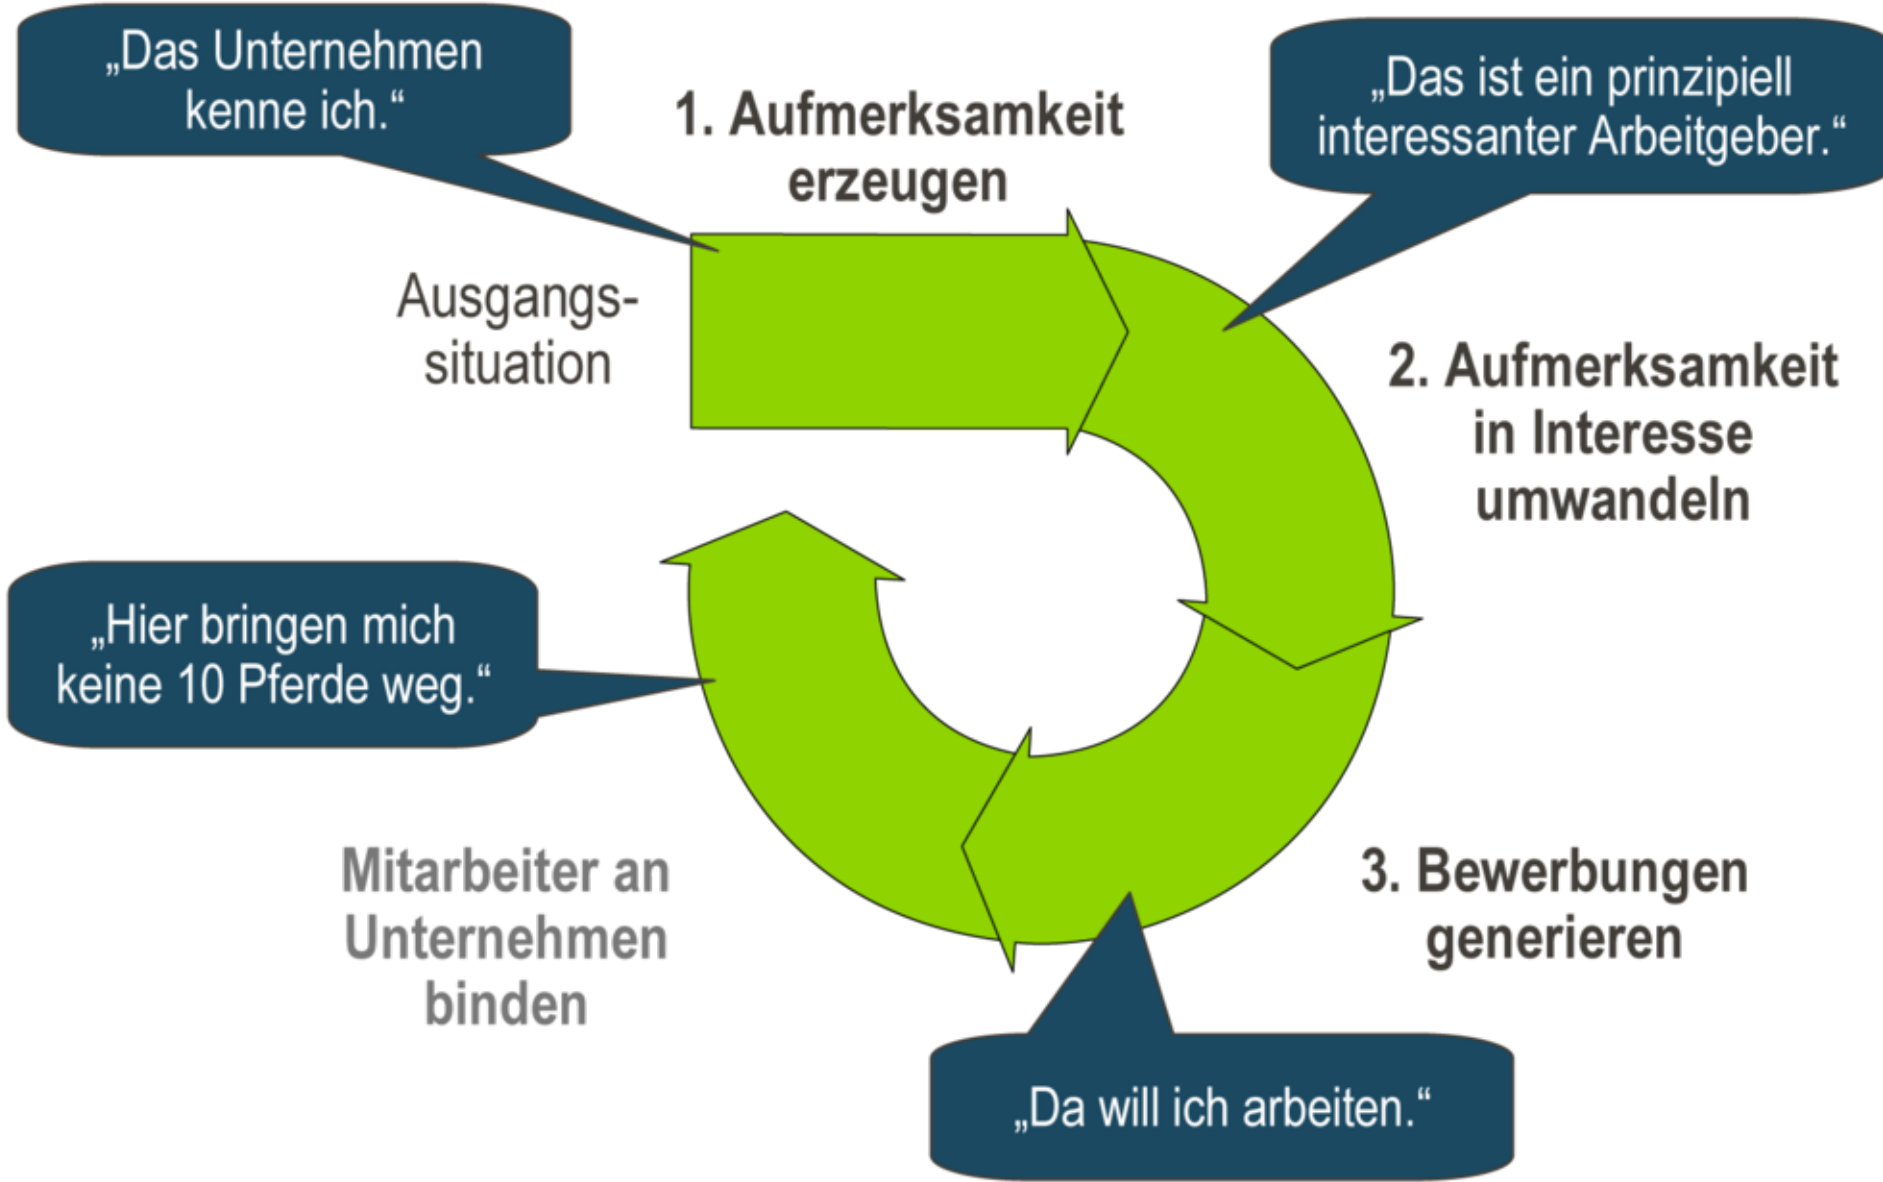 „Das Unternehmen
kenne ich.“
1. Aufmerksamkeit
erzeugen
„Das ist ein prinzipiell
interessanter Arbeitgeber.“
Ausgangs-
situation
2. Aufmerksamkeit
in Interesse
umwandeln
„Hier bringen mich
keine 10 Pferde weg.“
Mitarbeiter an
Unternehmen
binden
3. Bewerbungen
generieren
„Da will ich arbeiten.“